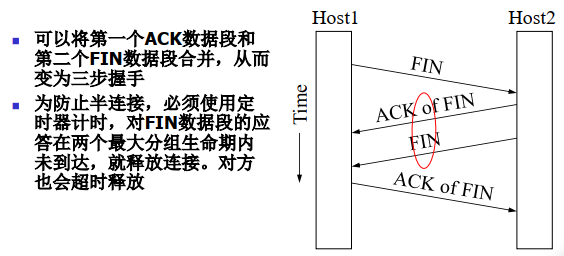 可以将第一个ACK数据段和
第二个FIN数据段合并，从而
变为三步握手
为防止半连接，必须使用定
时器计时，对FIN数据段的应
答在两个最大分组生命期内
未到达，就释放连接。对方
也会超时释放
Host1
Host2
Time
FIN
ACK of FIN
FIN
ACK of FIN